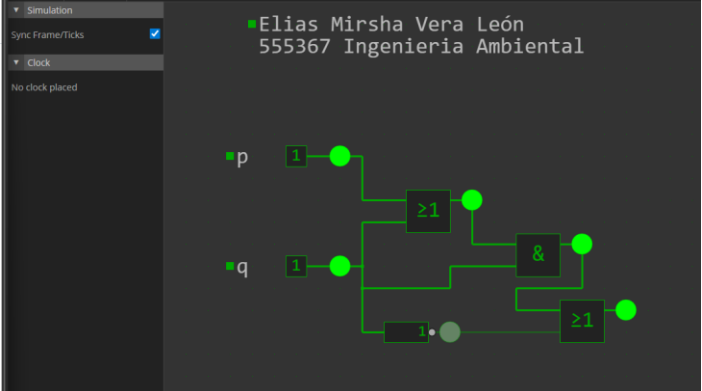 ▼ Simulation
Sync Frame/Ticks
▼ Clock
No clock placed
Elias Mirsha Vera León
555367 Ingenieria Ambiental
p
1
≥1
q
1
&
1
≥1